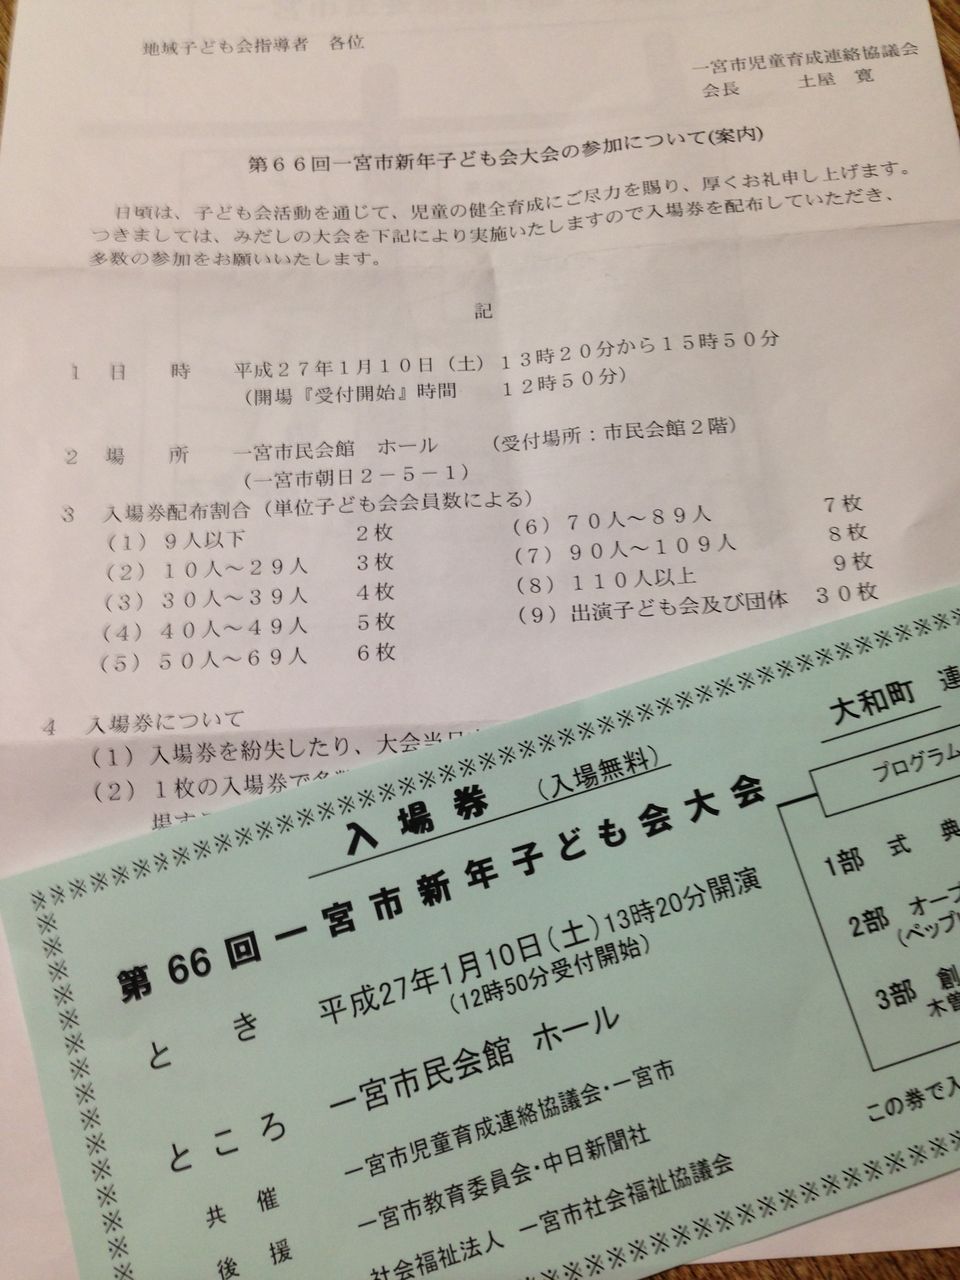 地域子ども会指導者　各位
一宮市児童育成連絡協議会
会長　　土屋　寛
第６６回一宮市新年子ども会大会の参加について(案内)
日頃は、子ども会活動を通じて、児童の健全育成にご尽力を賜り、厚くお礼申し上げます。
つきましては、みだしの大会を下記により実施いたしますので入場券を配布していただき、
多数の参加をお願いいたします。
記
１　日　　時　　平成２７年１月１０日（土）１３時２０分から１５時５０分
（開場『受付開始』時間　　１２時５０分）
２　場　　所　　一宮市民会館　ホール　　（受付場所：市民会館２階）
（一宮市朝日２－５－１）
３　入場券配布割合（単位子ども会会員数による）
（１）９人以下　２枚
（２）１０人～２９人　３枚
（３）３０人～３９人　４枚
（４）４０人～４９人　５枚
（５）５０人～６９人　６枚
（６）７０人～８９人　７枚
（７）９０人～１０９人　８枚
（８）１１０人以上　９枚
（９）出演子ども会及び団体　３０枚
４　入場券について
（１）入場券を紛失したり、大会当日
（２）１枚の入場券で多数
場
※※※※※※※※※※※※※※※※※※※※※※※※※※※※※※※※※※※※
入場券　（入場無料）
大和町　連
第66回一宮市新年子ども会大会
とき　平成27年1月10日(土)13時20分開演
(12時50分受付開始)
ところ　一宮市民会館　ホール
共催　一宮市児童育成連絡協議会・一宮市
後援　一宮市教育委員会・中日新聞社
社会福祉法人　一宮市社会福祉協議会
プログラム
1部　式典
2部　オープ
(ペップ
3部　創
木曽
この券で入